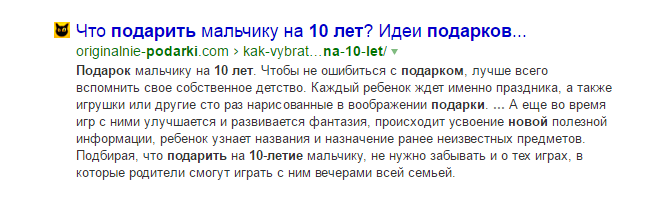 Что подарить мальчику на 10 лет? Идеи подарков...
originalnie-podarki.com › kak-vybrat…na-10-let/
Подарок мальчику на 10 лет. Чтобы не ошибиться с подарком, лучше всего
вспомнить свое собственное детство. Каждый ребенок ждет именно праздника, а также
игрушки или другие сто раз нарисованные в воображении подарки. ... А еще во время
игр с ними улучшается и развивается фантазия, происходит усвоение новой полезной
информации, ребенок узнает названия и назначение ранее неизвестных предметов.
Подбирая, что подарить на 10-летие мальчику, не нужно забывать и о тех играх, в
которые родители смогут играть с ним вечерами всей семьей.